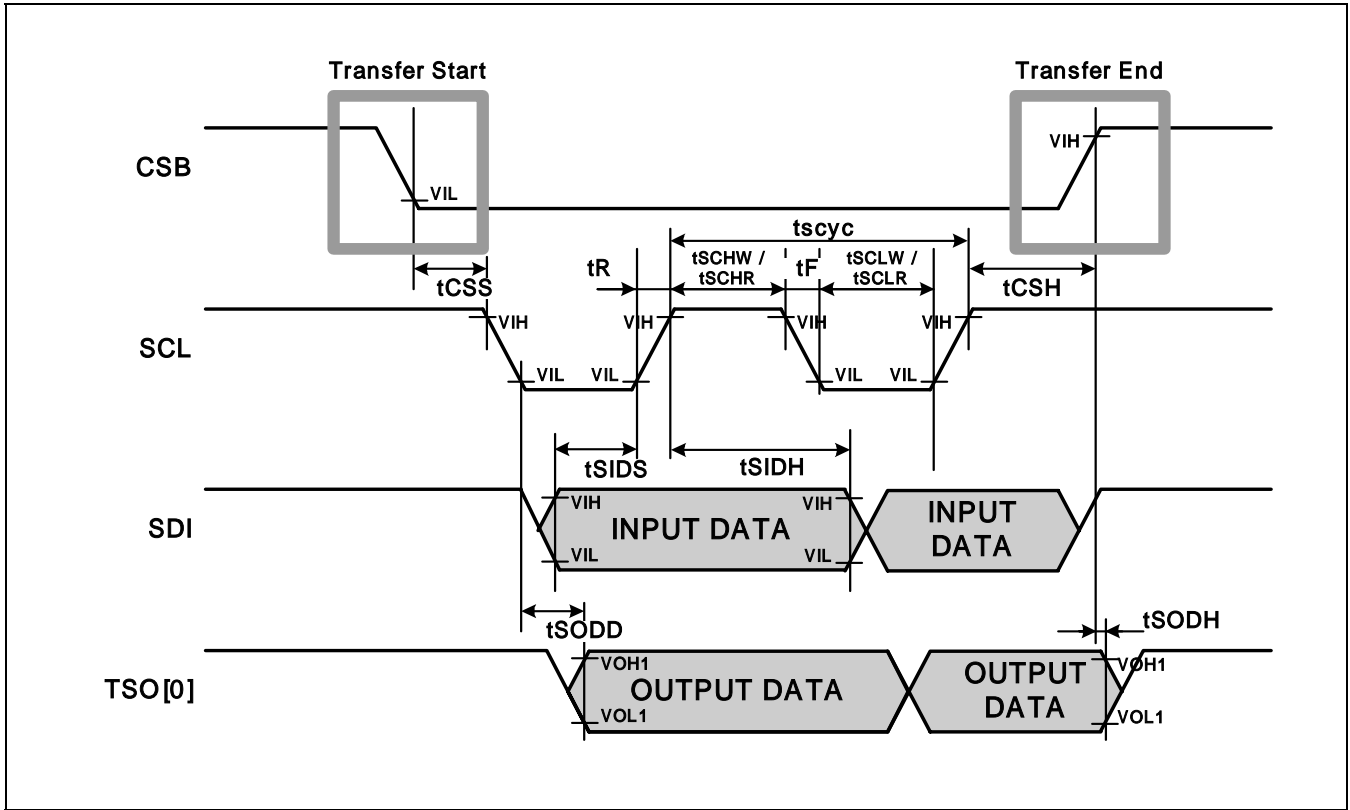 Transfer Start
Transfer End
CSB
VIH
VIL
tscyc
tCSS
tR
tSCHW /
tSCHR
tF
tSCLW /
tSCLR
tCSH
SCL
VIH
VIH
VIH
VIH
VIL
VIL
VIL
VIL
tSIDS
tSIDH
SDI
VIH
VIH
INPUT DATA
INPUT
DATA
VIL
VIL
tSODD
tSODH
TSO[0]
VOH1
VOH1
OUTPUT DATA
OUTPUT
DATA
VOL1
VOL1